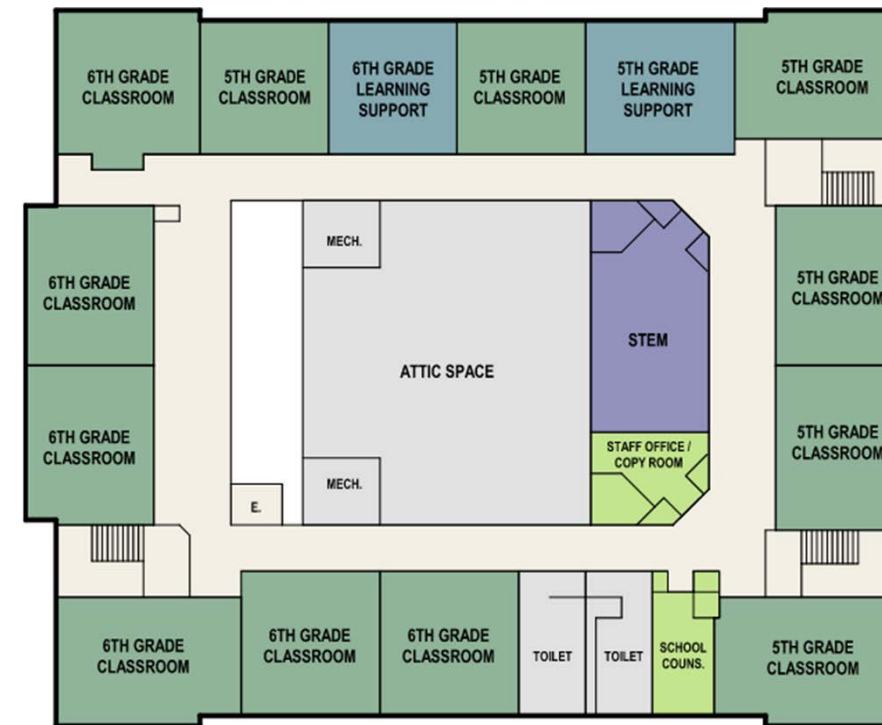 6TH GRADE
CLASSROOM
5TH GRADE
CLASSROOM
6TH GRADE
LEARNING
SUPPORT
5TH GRADE
CLASSROOM
5TH GRADE
LEARNING
SUPPORT
5TH GRADE
CLASSROOM
MECH.
6TH GRADE
CLASSROOM
5TH GRADE
CLASSROOM
STEM
ATTIC SPACE
6TH GRADE
CLASSROOM
STAFF OFFICE /
COPY ROOM
5TH GRADE
CLASSROOM
MECH.
E.
6TH GRADE
CLASSROOM
6TH GRADE
CLASSROOM
6TH GRADE
CLASSROOM
TOILET
TOILET
SCHOOL
COUNS.
5TH GRADE
CLASSROOM